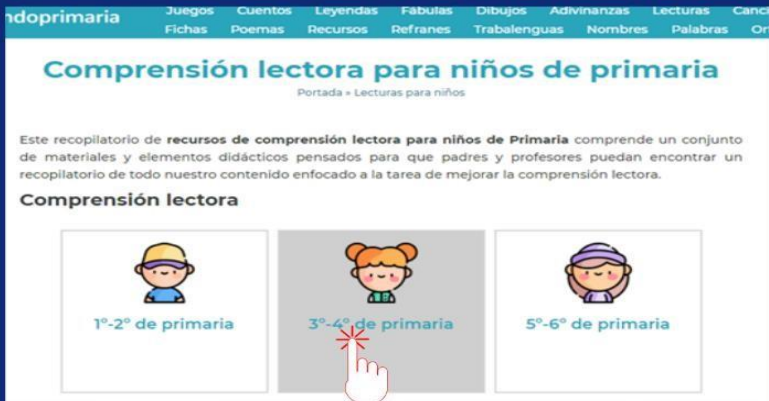 ndoprimaria
Juegos Cuentos Leyendas Fábulas Dibujos Adivinanzas Lecturas Canci
Fichas Poemas Recursos Refranes Trabalenguas Nombres Palabras Or
Comprensión lectora para niños de primaria
Portada » Lecturas para niños
Este recopilatorio de recursos de comprensión lectora para niños de Primaria comprende un conjunto
de materiales y elementos didácticos pensados para que padres y profesores puedan encontrar un
recopilatorio de todo nuestro contenido enfocado a la tarea de mejorar la comprensión lectora.
Comprensión lectora
1º-2º de primaria
3º-4º de primaria
5º-6º de primaria